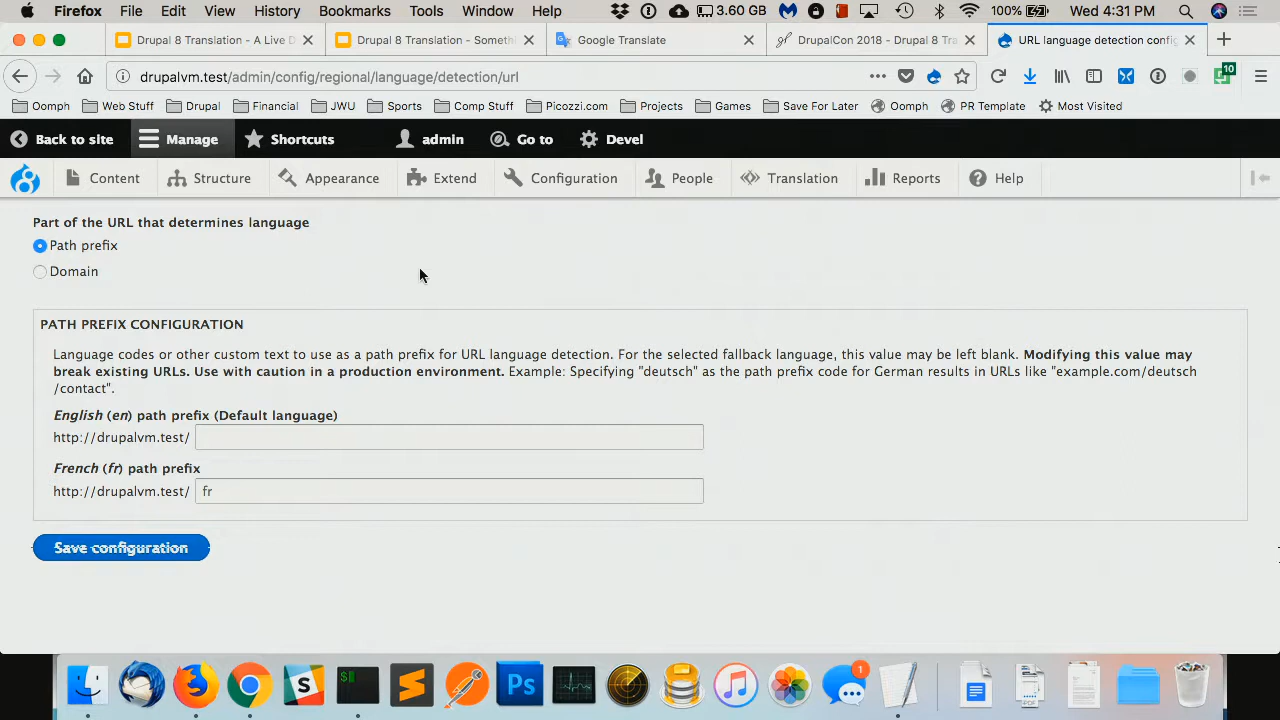 Firefox File Edit View History Bookmarks Tools Window Help 3.60 GB 100% Wed 4:31 PM
Drupal 8 Translation - A Live D Drupal 8 Translation - Someth Google Translate DrupalCon 2018 - Drupal 8 Tra URL language detection config
drupalvm.test/admin/config/regional/language/detection/url 10
Oomph Web Stuff Drupal Financial JWU Sports Comp Stuff Picozzi.com Projects Games Save For Later Oomph PR Template Most Visited
Back to site Manage Shortcuts admin Go to Devel
Content Structure Appearance Extend Configuration People Translation Reports Help
Part of the URL that determines language
Path prefix
Domain
PATH PREFIX CONFIGURATION
Language codes or other custom text to use as a path prefix for URL language detection. For the selected fallback language, this value may be left blank. Modifying this value may
break existing URLs. Use with caution in a production environment. Example: Specifying "deutsch" as the path prefix code for German results in URLs like "example.com/deutsch
/contact".
English (en) path prefix (Default language)
http://drupalvm.test/
French (fr) path prefix
http://drupalvm.test/ fr
Save configuration
$ S Ps 1 PDF